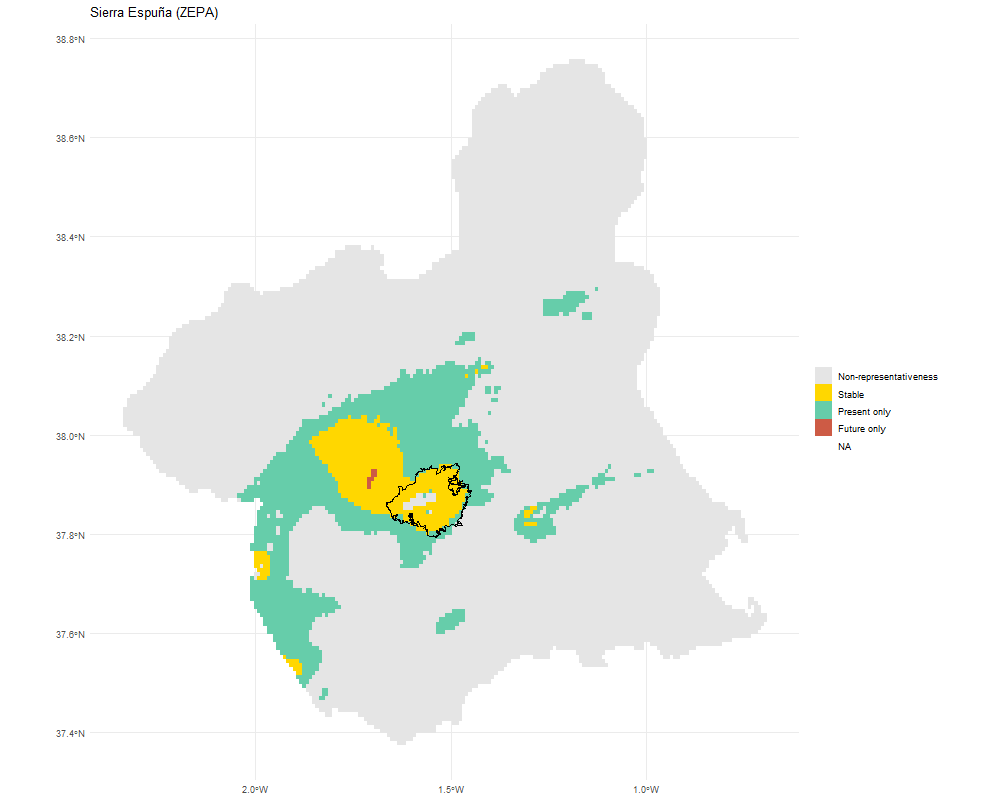 Sierra Espuña (ZEPA)
38.8°N
38.6°N
38.4°N
38.2°N
38.0°N
37.8°N
37.6°N
37.4°N
2.0°W
1.5°W
1.0°W
Non-representativeness
Stable
Present only
Future only
NA